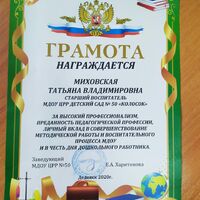 ГРАМОТА
НАГРАЖДАЕТСЯ
МИХОВСКАЯ
ТАТЬЯНА ВЛАДИМИРОВНА
СТАРШИЙ ВОСПИТАТЕЛЬ
МДОУ ЦРР ДЕТСКИЙ САД № 50 «КОЛОСОК»
ЗА ВЫСОКИЙ ПРОФЕССИОНАЛИЗМ,
ПРЕДАННОСТЬ ПЕДАГОГИЧЕСКОЙ ПРОФЕССИИ,
ЛИЧНЫЙ ВКЛАД В СОВЕРШЕНСТВОВАНИЕ
МЕТОДИЧЕСКОЙ РАБОТЫ И ВОСПИТАТЕЛЬНОГО
ПРОЦЕССА МДОУ
И В ЧЕСТЬ ДНЯ ДОШКОЛЬНОГО РАБОТНИКА.
Заведующий
МДОУ ЦРР №50 Е.А. Харитонова
Дедовск 2020г.